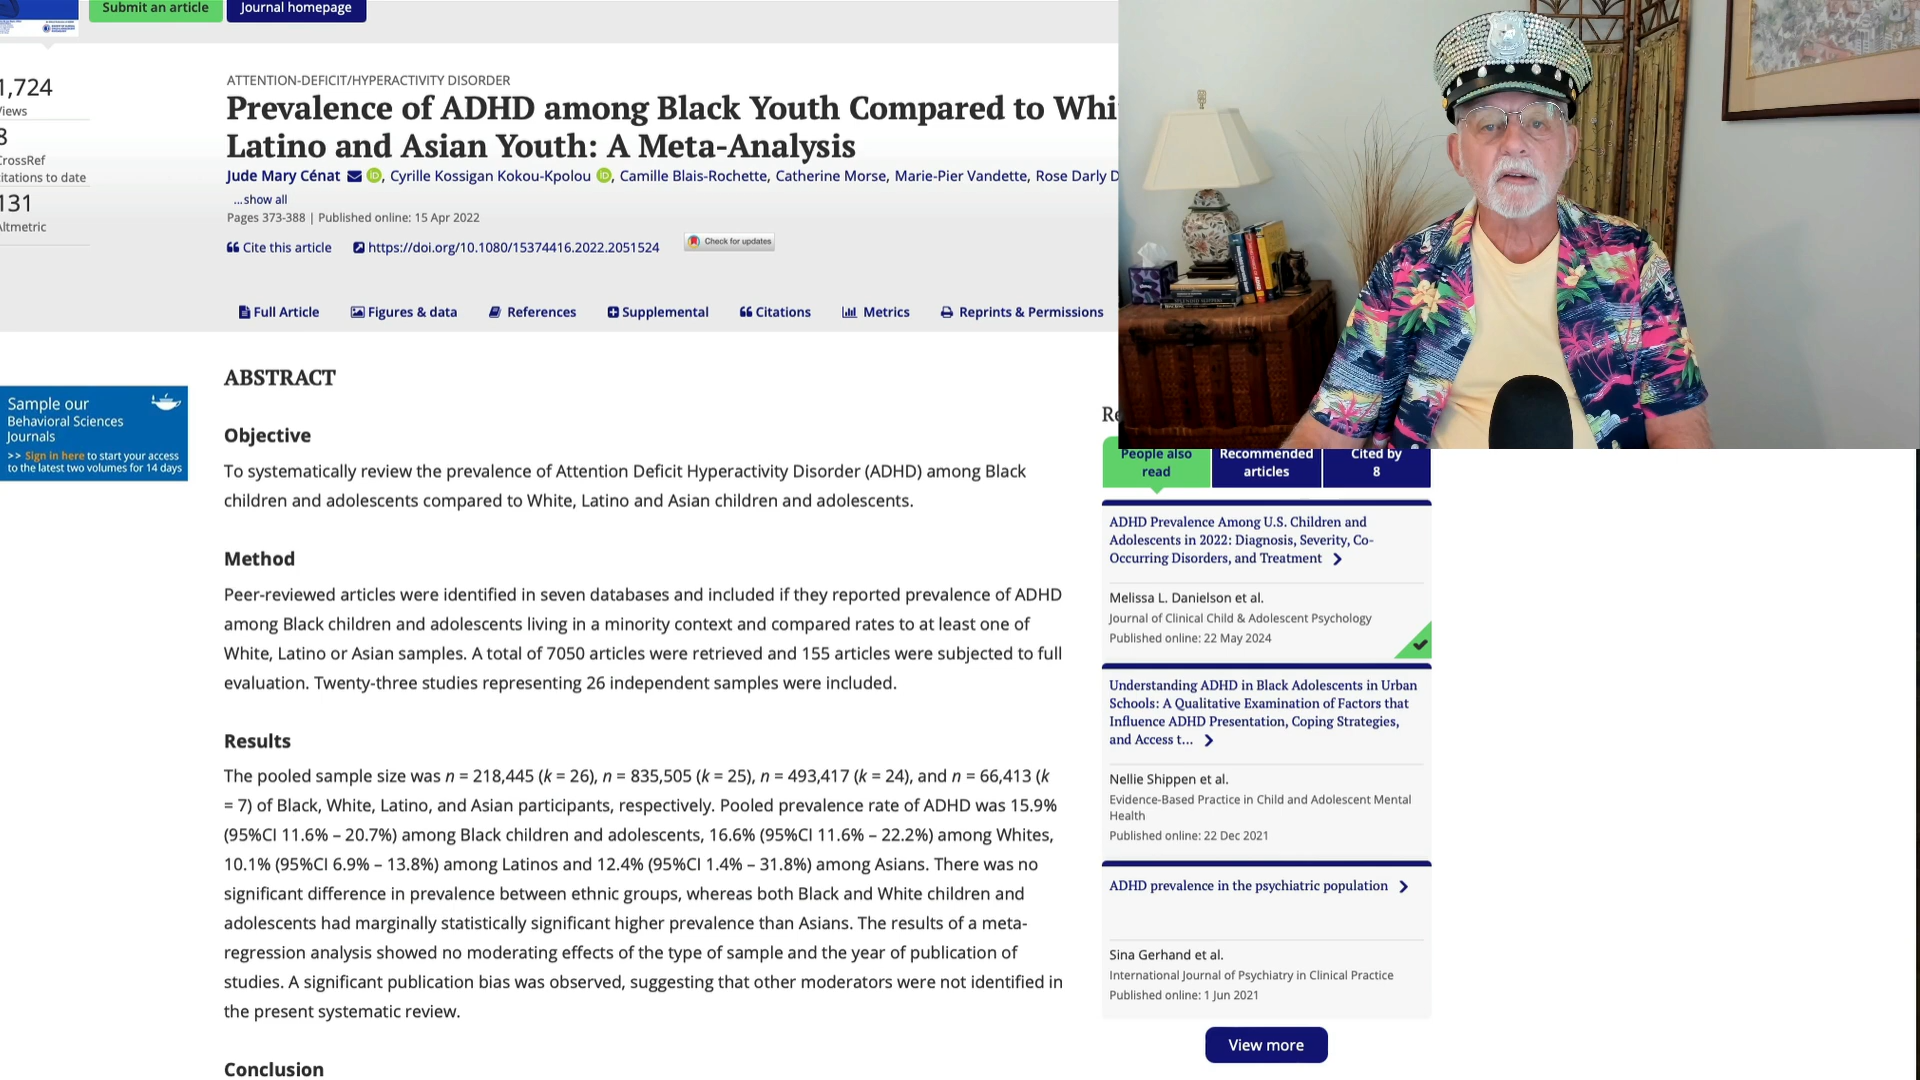 Submit an article
Journal homepage
1,724
Views
8
CrossRef
citations to date
131
Altmetric
ATTENTION-DEFICIT/HYPERACTIVITY DISORDER
Prevalence of ADHD among Black Youth Compared to Whi
Latino and Asian Youth: A Meta-Analysis
Jude Mary Cénat, Cyrille Kossigan Kokou-Kpolou, Camille Blais-Rochette, Catherine Morse, Marie-Pier Vandette, Rose Darly D
...show all
Pages 373-388 | Published online: 15 Apr 2022
Cite this article https://doi.org/10.1080/15374416.2022.2051524 Check for updates
Full Article Figures & data References Supplemental Citations Metrics Reprints & Permissions
Sample our
Behavioral Sciences
Journals
>> Sign in here to start your access
to the latest two volumes for 14 days
ABSTRACT
Objective
To systematically review the prevalence of Attention Deficit Hyperactivity Disorder (ADHD) among Black
children and adolescents compared to White, Latino and Asian children and adolescents.
Method
Peer-reviewed articles were identified in seven databases and included if they reported prevalence of ADHD
among Black children and adolescents living in a minority context and compared rates to at least one of
White, Latino or Asian samples. A total of 7050 articles were retrieved and 155 articles were subjected to full
evaluation. Twenty-three studies representing 26 independent samples were included.
Results
The pooled sample size was n = 218,445 (k = 26), n = 835,505 (k = 25), n = 493,417 (k = 24), and n = 66,413 (k
= 7) of Black, White, Latino, and Asian participants, respectively. Pooled prevalence rate of ADHD was 15.9%
(95%CI 11.6% – 20.7%) among Black children and adolescents, 16.6% (95%CI 11.6% – 22.2%) among Whites,
10.1% (95%CI 6.9% – 13.8%) among Latinos and 12.4% (95%CI 1.4% – 31.8%) among Asians. There was no
significant difference in prevalence between ethnic groups, whereas both Black and White children and
adolescents had marginally statistically significant higher prevalence than Asians. The results of a meta-
regression analysis showed no moderating effects of the type of sample and the year of publication of
studies. A significant publication bias was observed, suggesting that other moderators were not identified in
the present systematic review.
Conclusion
Re
People also
read
Recommended
articles
Cited by
8
ADHD Prevalence Among U.S. Children and
Adolescents in 2022: Diagnosis, Severity, Co-
Occurring Disorders, and Treatment
Melissa L. Danielson et al.
Journal of Clinical Child & Adolescent Psychology
Published online: 22 May 2024
Understanding ADHD in Black Adolescents in Urban
Schools: A Qualitative Examination of Factors that
Influence ADHD Presentation, Coping Strategies,
and Access t...
Nellie Shippen et al.
Evidence-Based Practice in Child and Adolescent Mental
Health
Published online: 22 Dec 2021
ADHD prevalence in the psychiatric population
Sina Gerhand et al.
International Journal of Psychiatry in Clinical Practice
Published online: 1 Jun 2021
View more